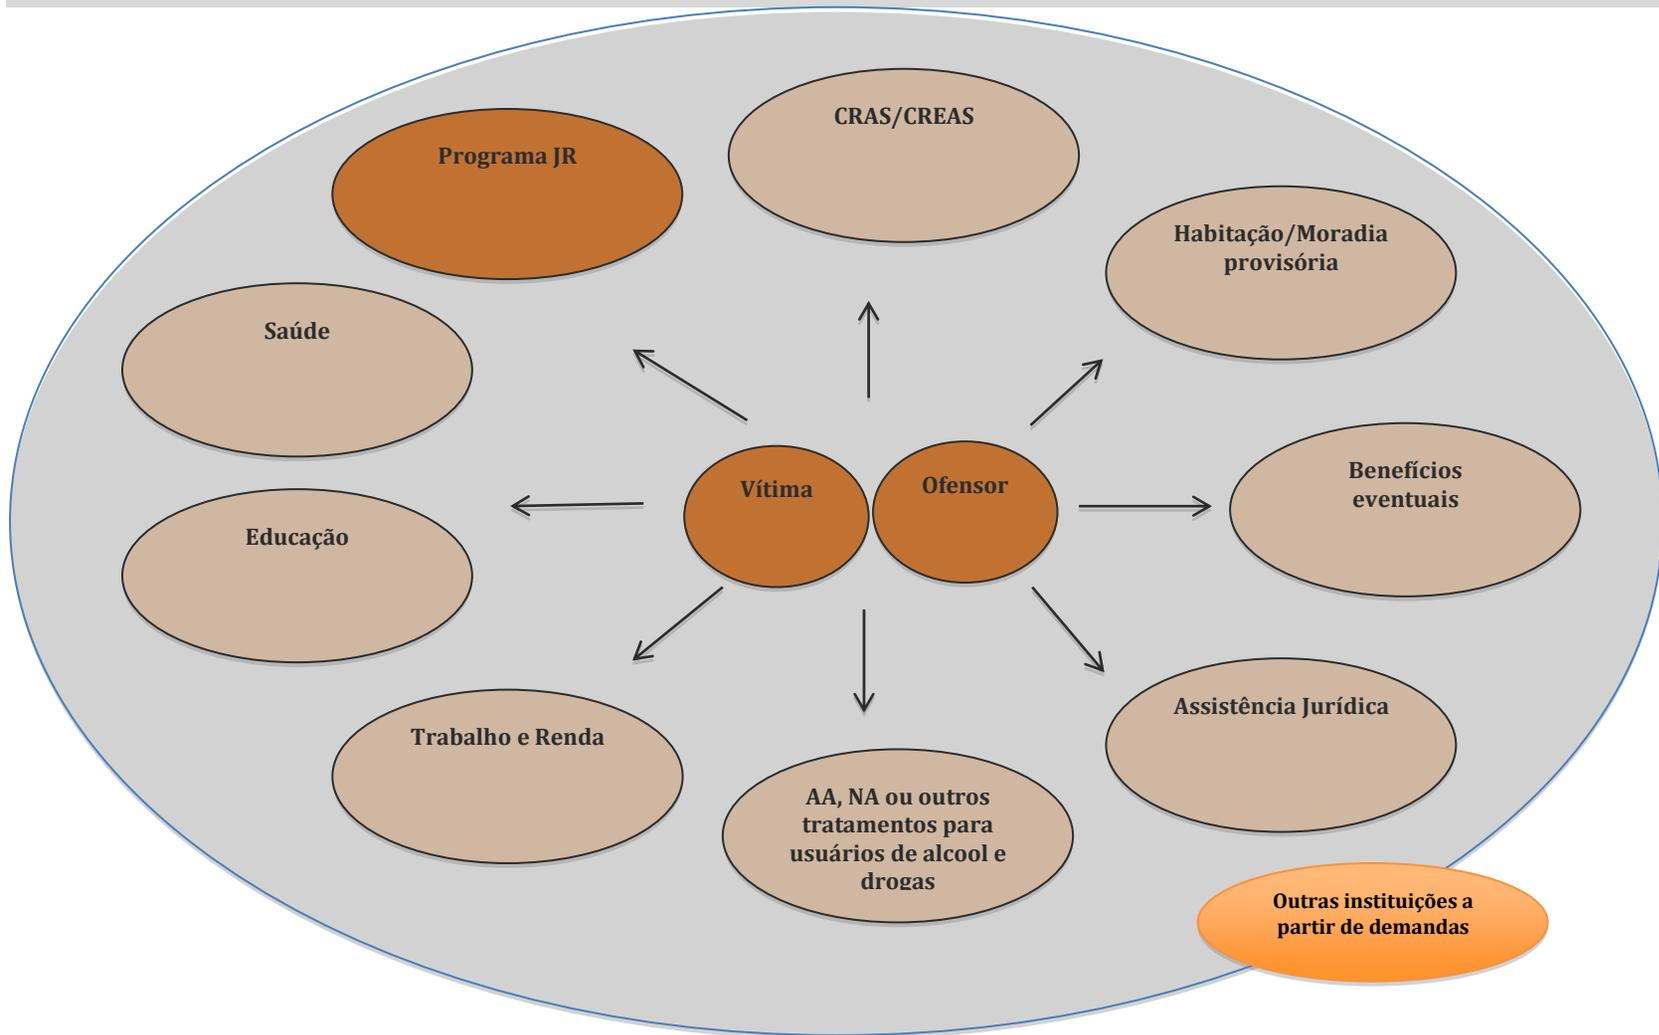 CRAS/CREAS
Programa JR
Habitação/Moradia
provisória
Saúde
Benefícios
eventuais
Vítima
Ofensor
Educação
Assistência Jurídica
Trabalho e Renda
AA, NA ou outros
tratamentos para
usuários de alcool e
drogas
Outras instituições a
partir de demandas